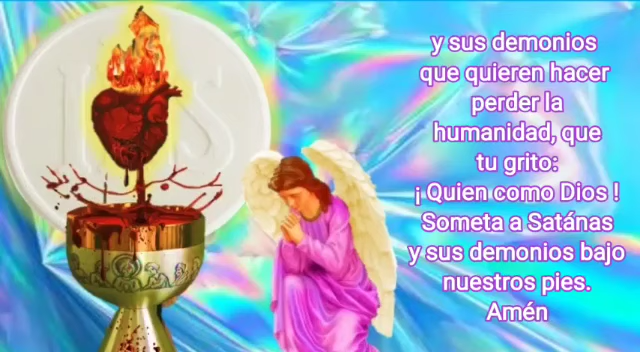 IHS
y sus demonios
que quieren hacer
perder la
humanidad, que
tu grito:
¡ Quien como Dios !
Someta a Satánas
y sus demonios bajo
nuestros pies.
Amén